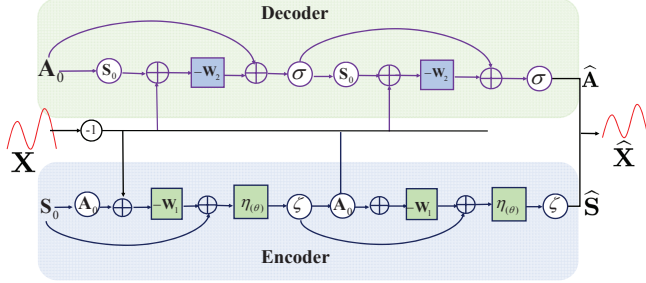 Decoder
A₀ S₀ -W₂ σ S₀ -W₂ σ Â
X -1 X̂
S₀ A₀ -W₁ η(θ) ζ A₀ -W₁ η(θ) ζ Ŝ
Encoder